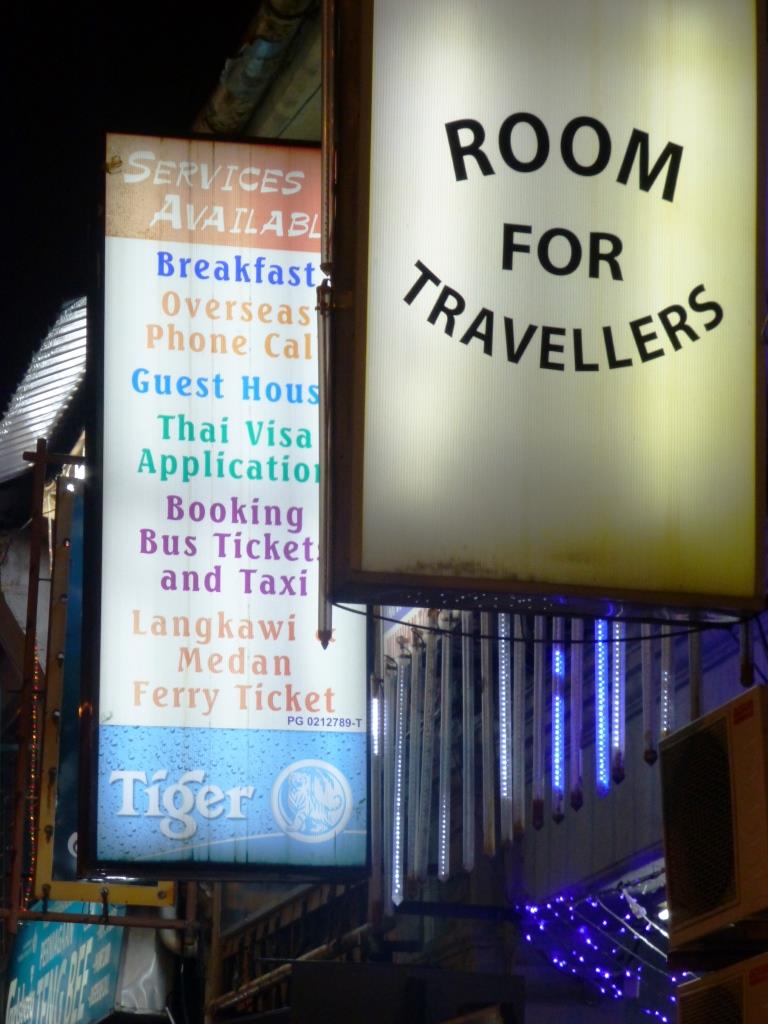 SERVICES
AVAILABL
Breakfast
Overseas
Phone Cal
Guest Hous
Thai Visa
Applicatio
Booking
Bus Ticket
and Taxi
Langkawi &
Medan
Ferry Ticket
PG 0212789-T
Tiger
ROOM
FOR
TRAVELLERS